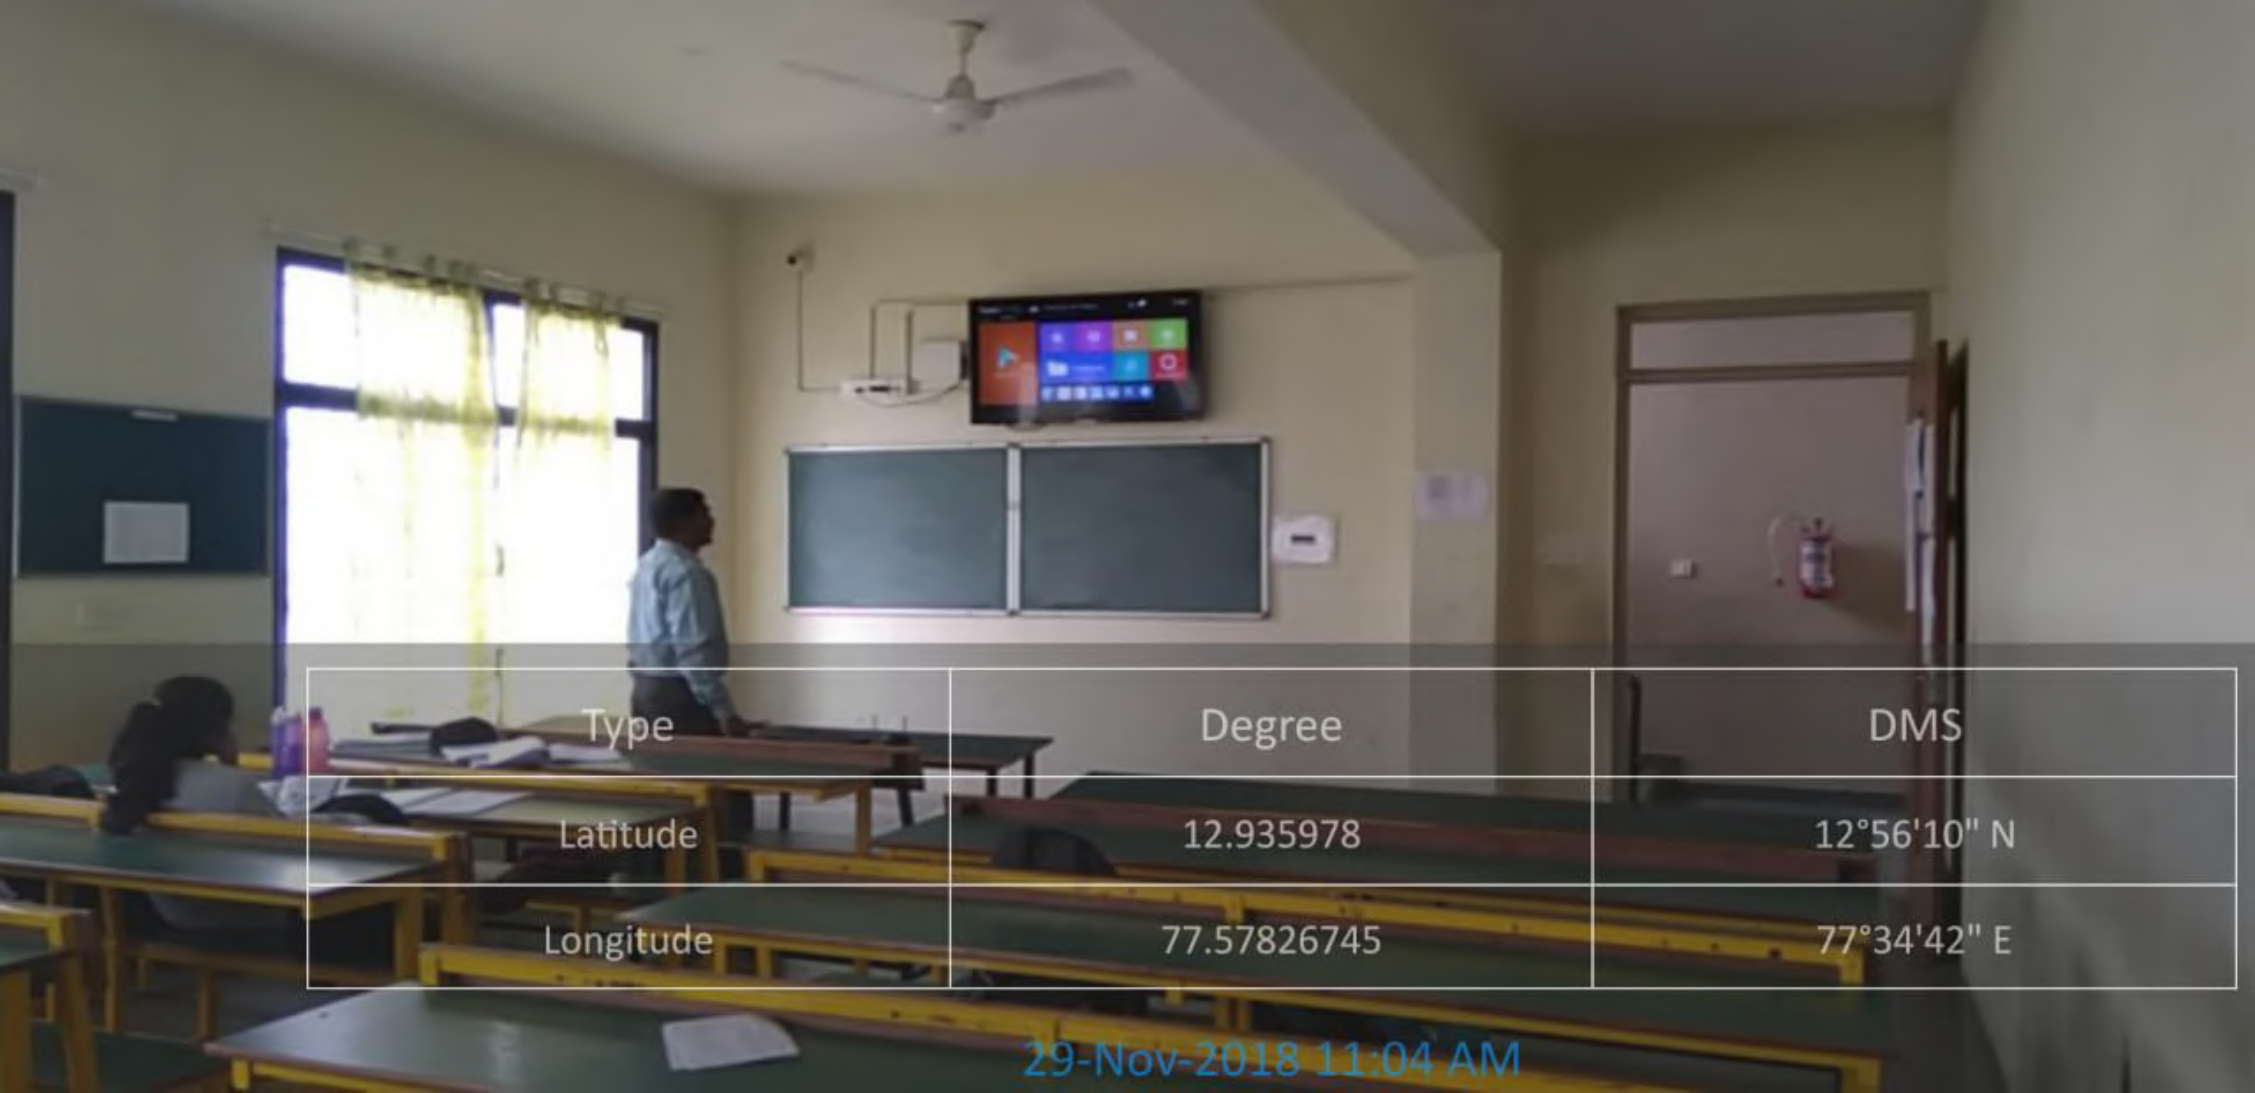 Type Degree DMS
Latitude 12.935978 12°56'10" N
Longitude 77.57826745 77°34'42" E
29-Nov-2018 11:04 AM